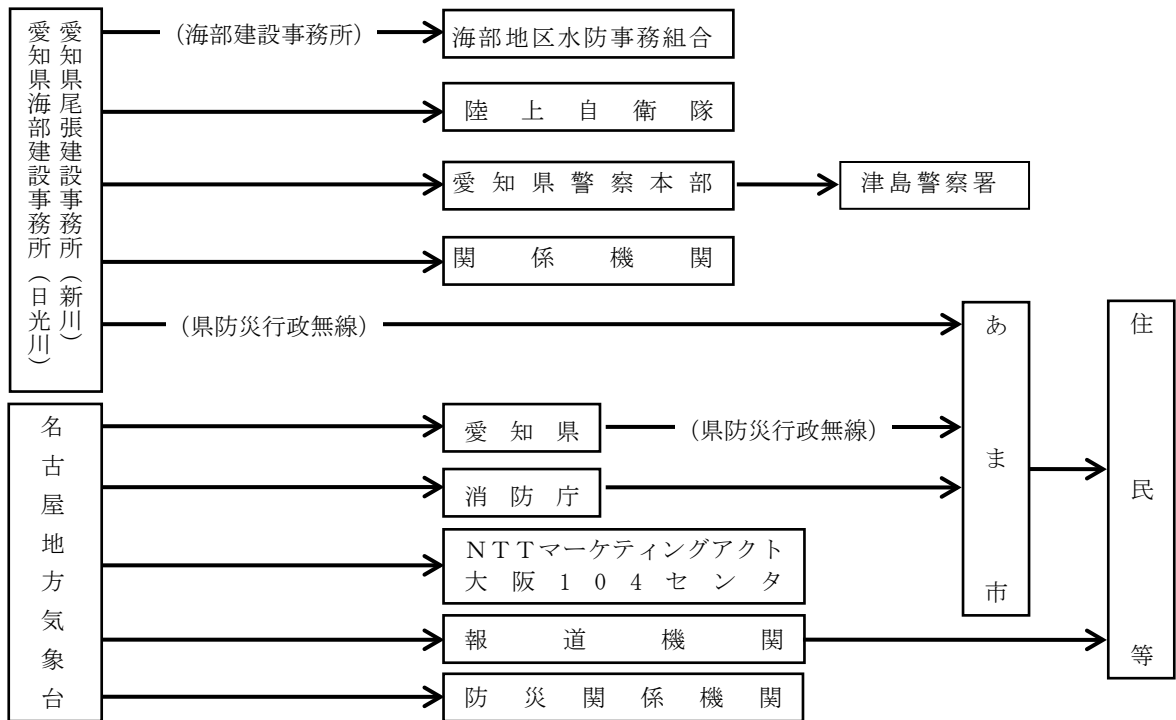 愛知県尾張建設事務所（新川）
愛知県海部建設事務所（日光川）
（海部建設事務所）
海部地区水防事務組合
陸上自衛隊
愛知県警察本部
津島警察署
関係機関
（県防災行政無線）
あま市
住民等
名古屋地方気象台
愛知県
（県防災行政無線）
消防庁
ＮＴＴマーケティングアクト
大阪１０４センタ
報道機関
防災関係機関